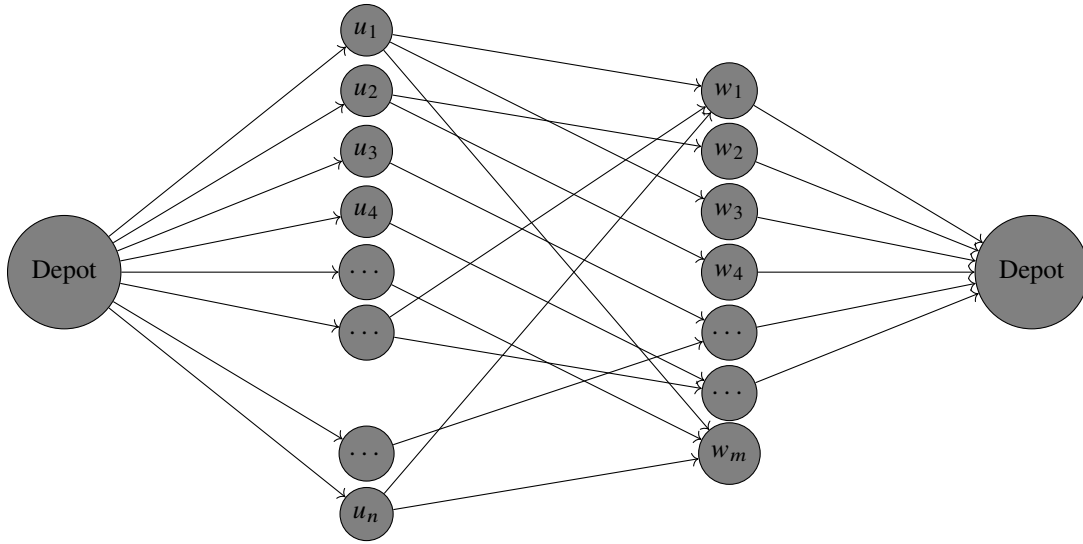 Depot
u₁
u₂
u₃
u₄
...
...
...
uₙ
w₁
w₂
w₃
w₄
...
...
wₘ
Depot